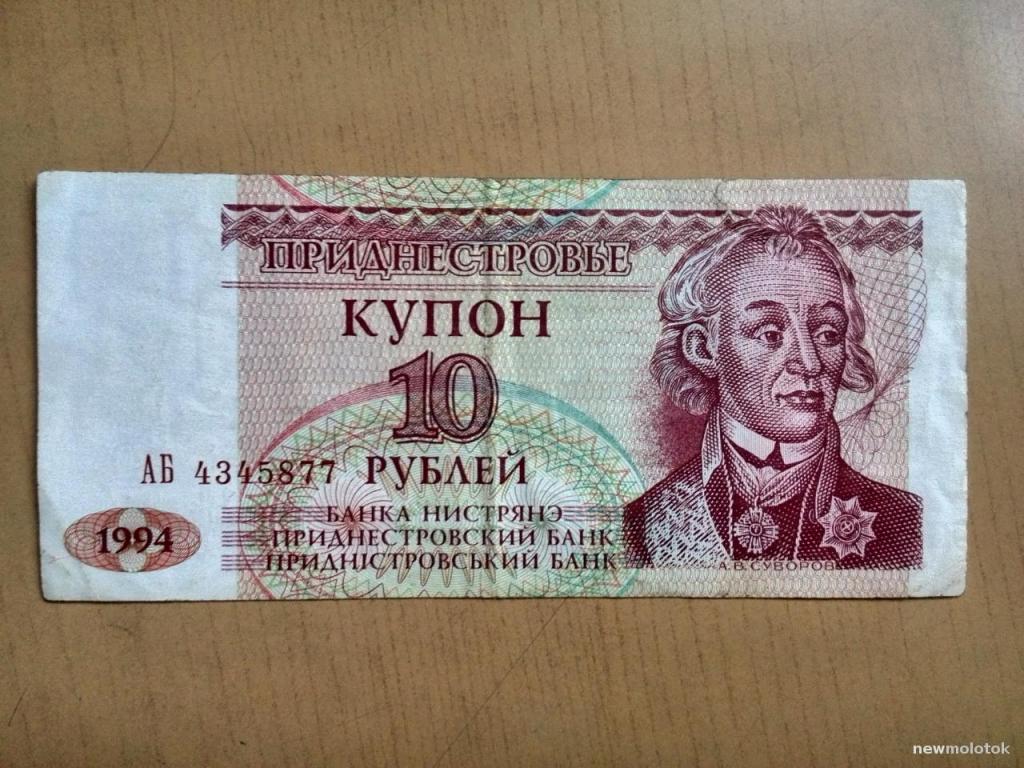 ПРИДНЕСТРОВЬЕ
КУПОН
10
АБ 4345877 РУБЛЕЙ
БАНКА НИСТРЯНЭ
1994 ПРИДНЕСТРОВСКИЙ БАНК
ПРИДНІСТРОВСЬКИЙ БАНК
А.В.СУВОРОВ
newmolotok